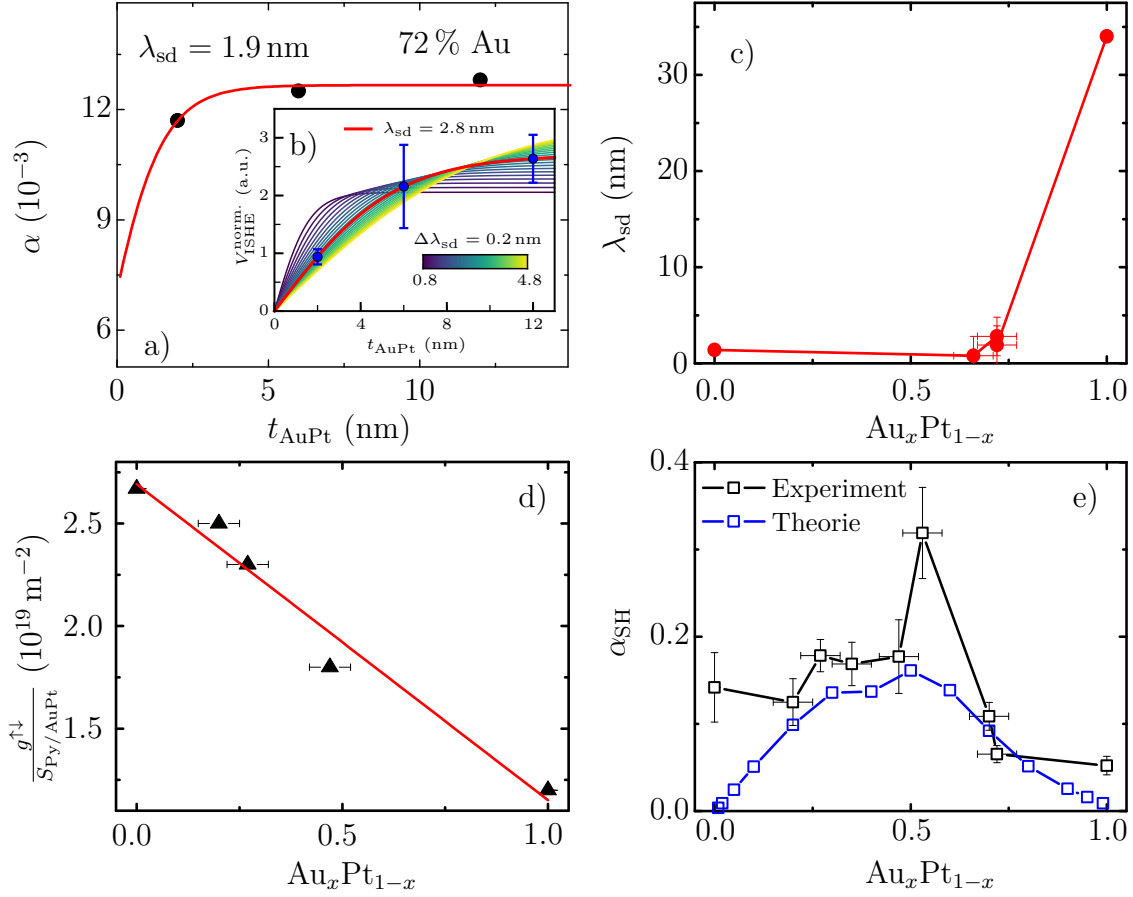 λsd = 1.9 nm
72 % Au
α (10⁻³)
12
9
6
0
5
10
tAuPt (nm)
a)
b)
λsd = 2.8 nm
V^norm._ISHE (a.u.)
3
2
1
0
Δλsd = 0.2 nm
0.8
4.8
0
4
8
12
tAuPt (nm)
c)
λsd (nm)
30
20
10
0
0.0
0.5
1.0
AuxPt1−x
d)
g↑↓
SPy/AuPt
(10¹⁹ m⁻²)
2.5
2.0
1.5
0.0
0.5
1.0
AuxPt1−x
e)
Experiment
Theorie
αSH
0.4
0.2
0.0
0.0
0.5
1.0
AuxPt1−x